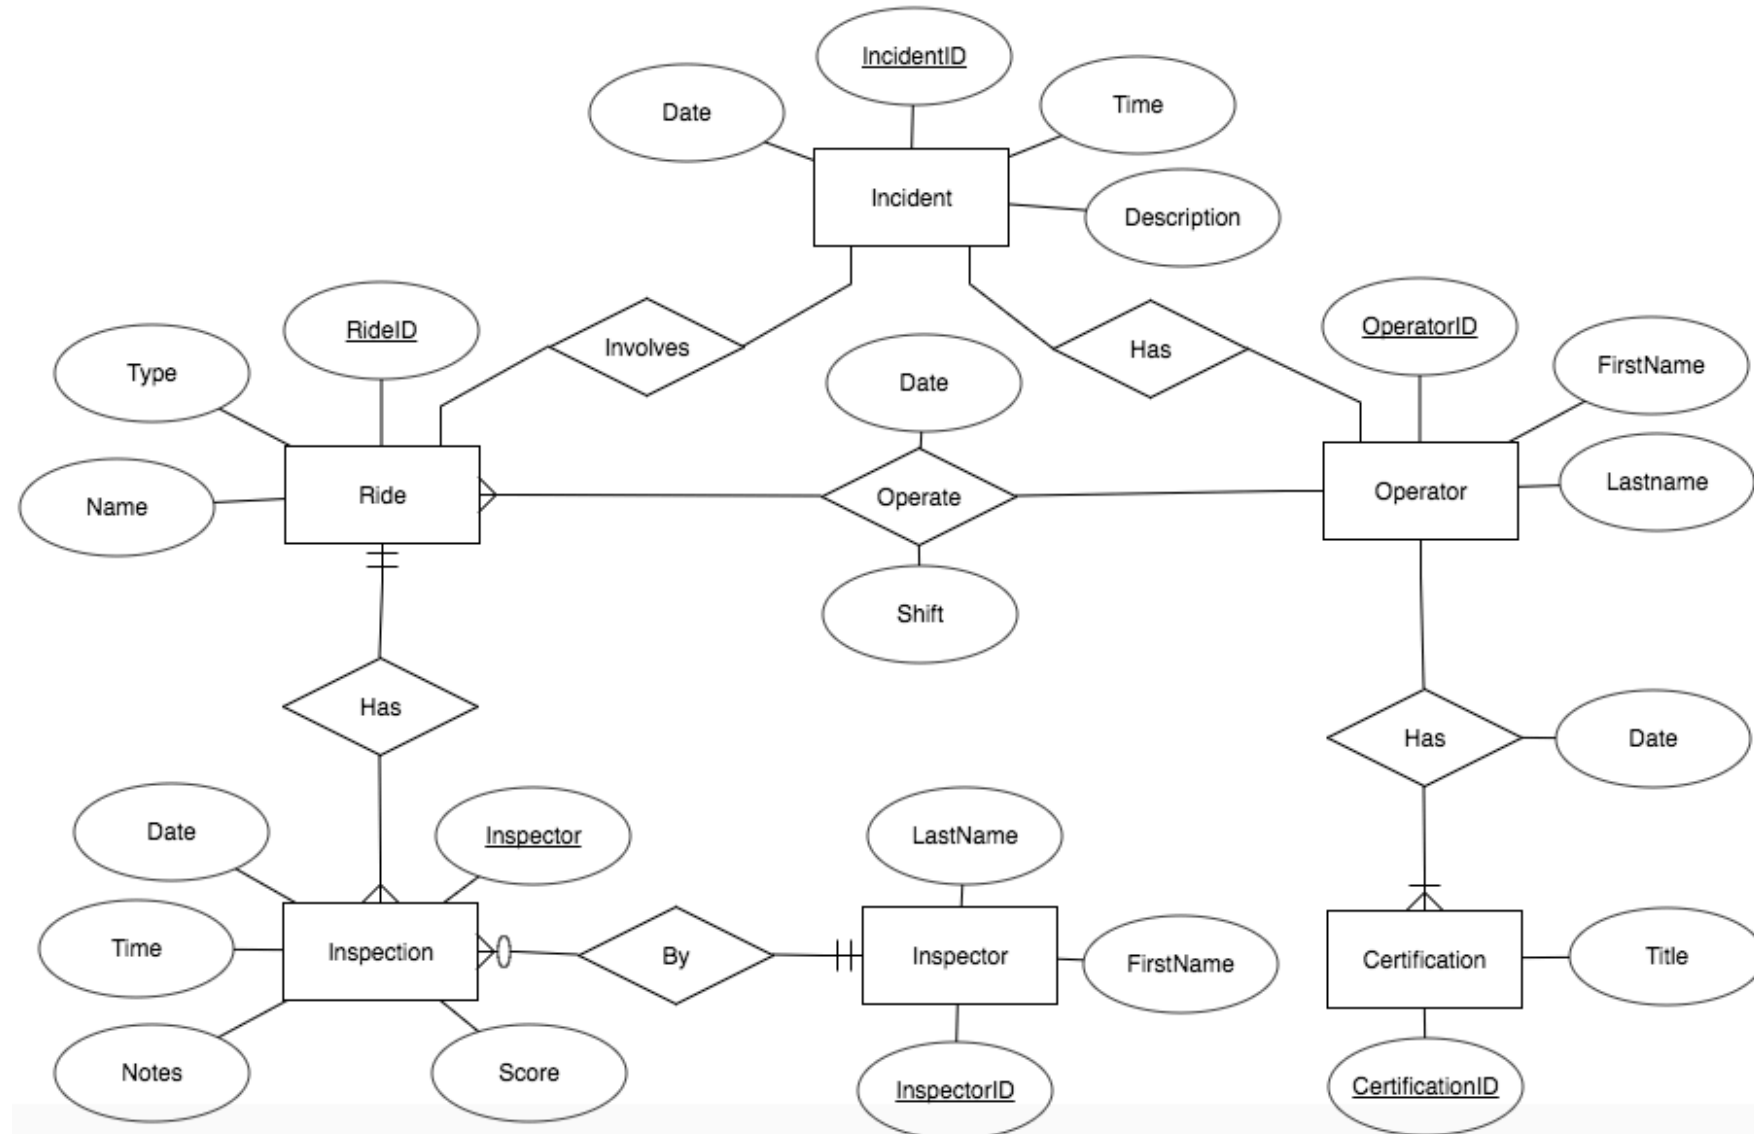 IncidentID
Date
Time
Incident
Description
RideID
OperatorID
Type
Involves
Has
FirstName
Date
Name
Ride
Operate
Operator
Lastname
Shift
Has
Has
Date
Date
Inspector
LastName
Time
Inspection
By
Inspector
FirstName
Certification
Title
Notes
Score
InspectorID
CertificationID